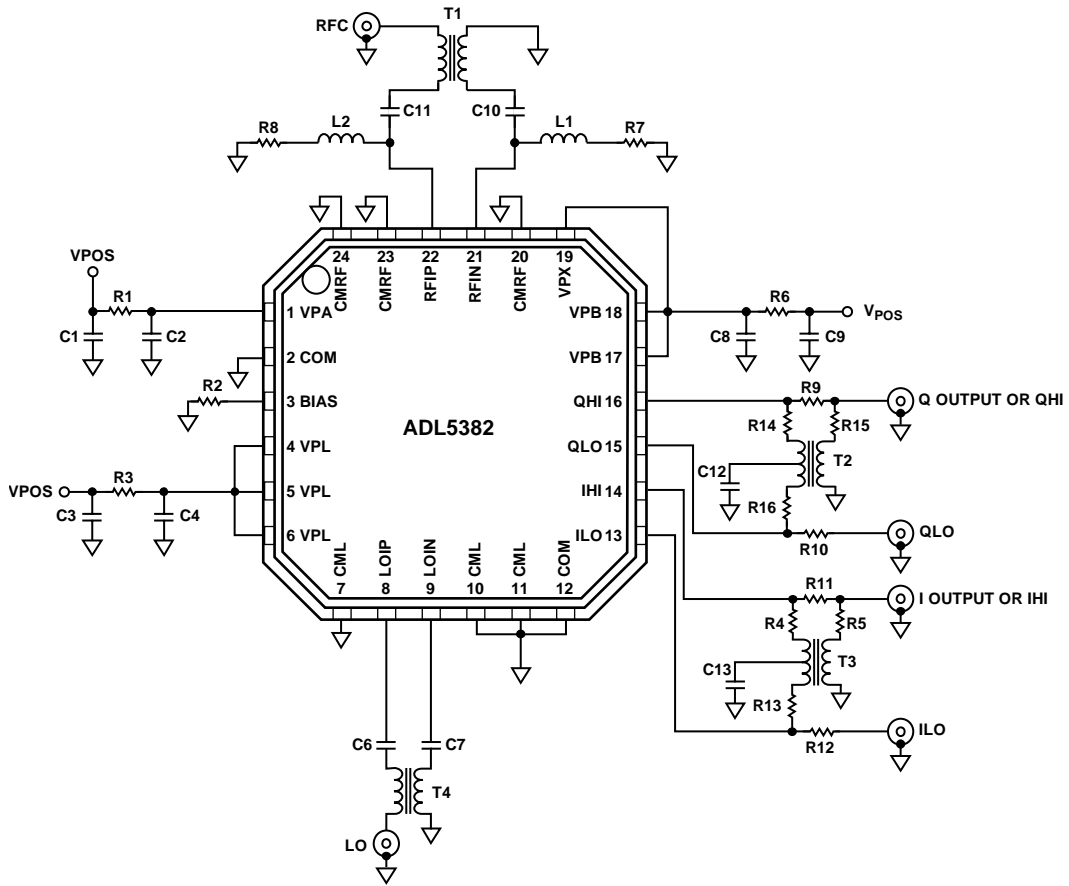 T1
RFC
C11
C10
R8
L2
L1
R7
24 CMRF
23 CMRF
22 RFIP
21 RFIN
20 CMRF
19 VPX
VPOS
R1
C1
C2
1 VPA
2 COM
R2
3 BIAS
4 VPL
VPOS
R3
5 VPL
C3
C4
6 VPL
ADL5382
VPB 18
VPB 17
QHI 16
QLO 15
IHI 14
ILO 13
R6
VPOS
C8
C9
R9
Q OUTPUT OR QHI
R14
R15
C12
T2
R16
R10
QLO
R11
I OUTPUT OR IHI
R4
R5
C13
T3
R13
R12
ILO
CML 7
LOIP 8
LOIN 9
CML 10
CML 11
COM 12
C6
C7
T4
LO